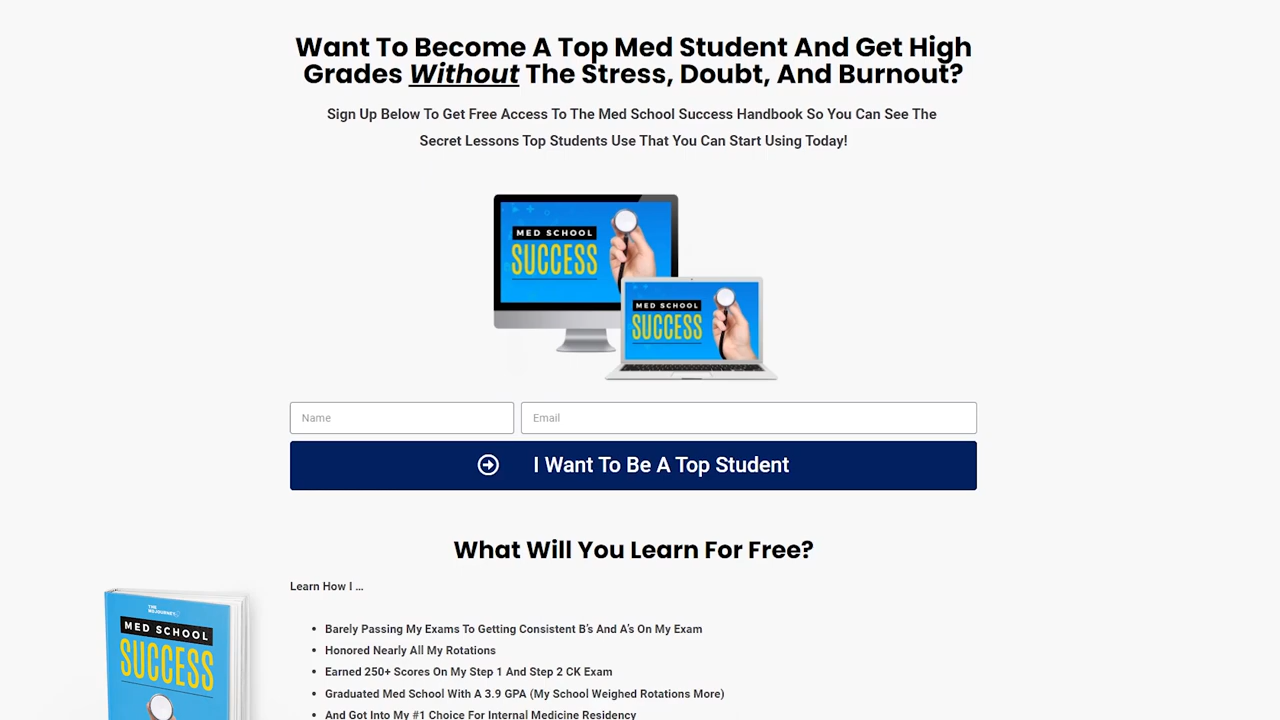 Want To Become A Top Med Student And Get High
Grades Without The Stress, Doubt, And Burnout?
Sign Up Below To Get Free Access To The Med School Success Handbook So You Can See The
Secret Lessons Top Students Use That You Can Start Using Today!
MED SCHOOL
SUCCESS
MED SCHOOL
SUCCESS
Name
Email
I Want To Be A Top Student
What Will You Learn For Free?
Learn How I ...
THE
MDJOURNEY
MED SCHOOL
SUCCESS
• Barely Passing My Exams To Getting Consistent B's And A's On My Exam
• Honored Nearly All My Rotations
• Earned 250+ Scores On My Step 1 And Step 2 CK Exam
• Graduated Med School With A 3.9 GPA (My School Weighed Rotations More)
• And Got Into My #1 Choice For Internal Medicine Residency